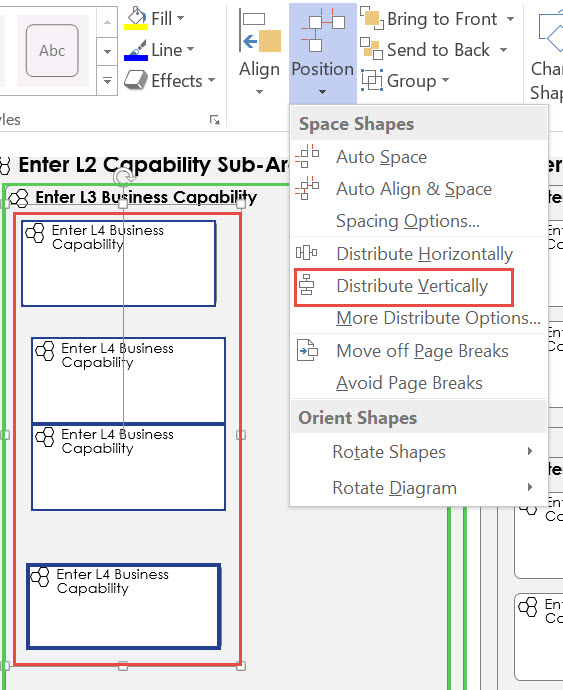 Abc
Fill
Line
Effects
Align
Position
Bring to Front
Send to Back
Group
Space Shapes
Auto Space
Auto Align & Space
Spacing Options...
Distribute Horizontally
Distribute Vertically
More Distribute Options...
Move off Page Breaks
Avoid Page Breaks
Orient Shapes
Rotate Shapes
Rotate Diagram
Enter L2 Capability Sub-Ar
Enter L3 Business Capability
Enter L4 Business
Capability
Enter L4 Business
Capability
Enter L4 Business
Capability
Enter L4 Business
Capability